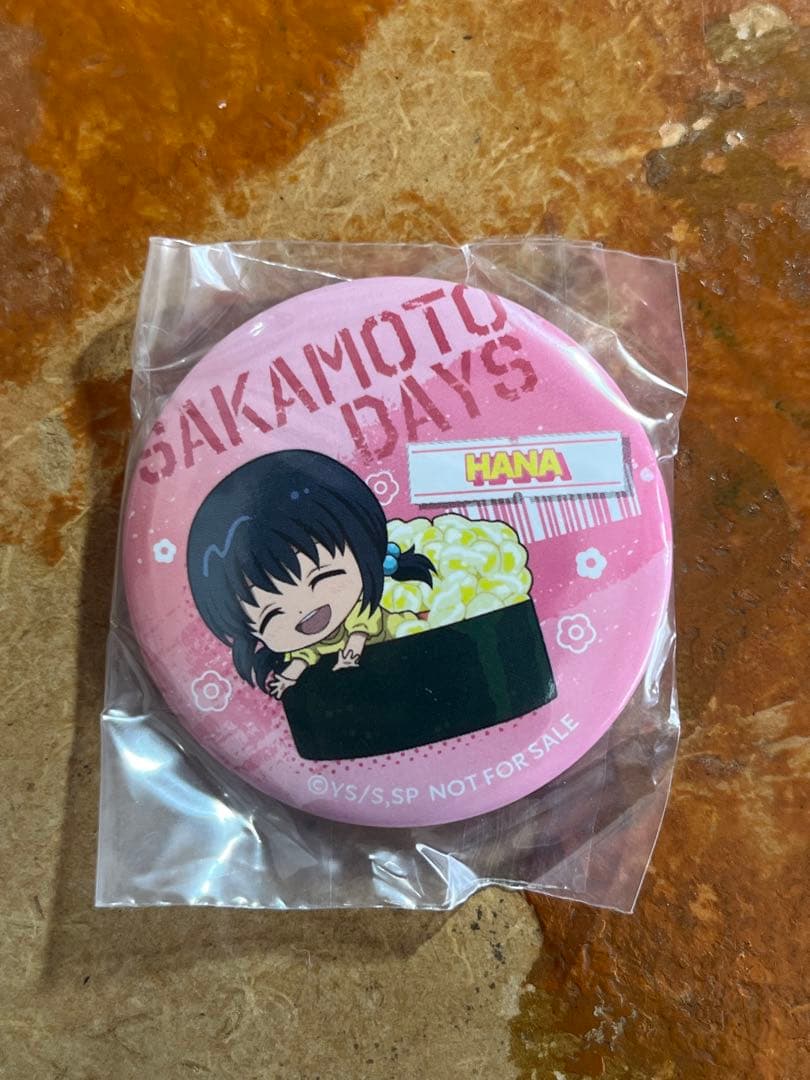 SAKAMOTO
DAYS
HANA
©YS/S,SP NOT FOR SALE